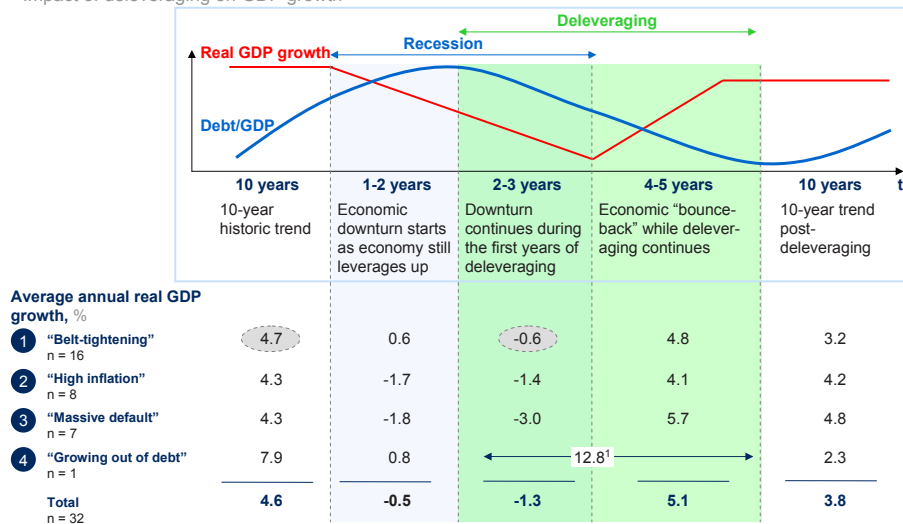 Impact of deleveraging on GDP growth
Deleveraging
Recession
Real GDP growth
Debt/GDP
10 years 1-2 years 2-3 years 4-5 years 10 years t
10-year Economic Downturn Economic “bounce- 10-year trend
historic trend downturn starts continues during back” while delever- post-
as economy still the first years of aging continues deleveraging
leverages up deleveraging
Average annual real GDP
growth, %
1 “Belt-tightening” 4.7 0.6 -0.6 4.8 3.2
n = 16
2 “High inflation” 4.3 -1.7 -1.4 4.1 4.2
n = 8
3 “Massive default” 4.3 -1.8 -3.0 5.7 4.8
n = 7
4 “Growing out of debt” 7.9 0.8 12.8¹ 2.3
n = 1
Total 4.6 -0.5 -1.3 5.1 3.8
n = 32